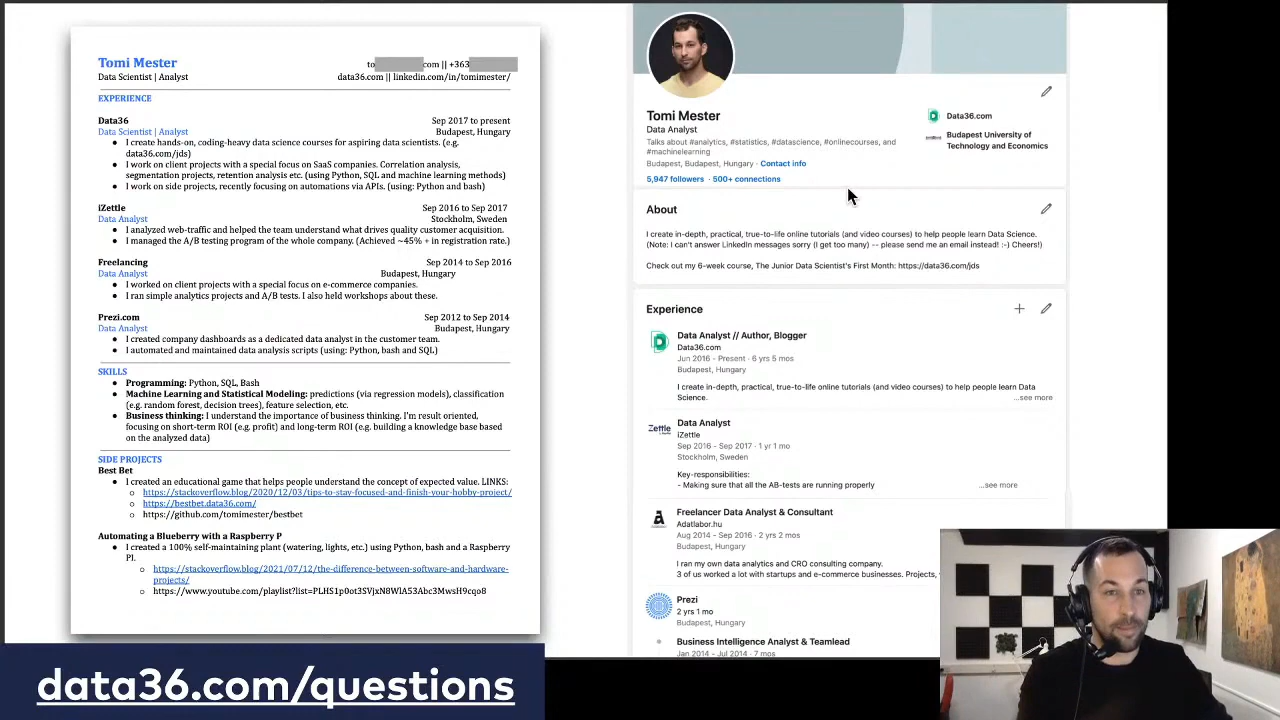 Tomi Mester
to com || +363
Data Scientist | Analyst
data36.com || linkedin.com/in/tomimester/
EXPERIENCE
Data36
Sep 2017 to present
Data Scientist | Analyst
Budapest, Hungary
● I create hands-on, coding-heavy data science courses for aspiring data scientists. (e.g.
data36.com/jds)
● I work on client projects with a special focus on SaaS companies. Correlation analysis,
segmentation projects, retention analysis etc. (using Python, SQL and machine learning methods)
● I work on side projects, recently focusing on automations via APIs. (using: Python and bash)
iZettle
Sep 2016 to Sep 2017
Data Analyst
Stockholm, Sweden
● I analyzed web-traffic and helped the team understand what drives quality customer acquisition.
● I managed the A/B testing program of the whole company. (Achieved ~45% + in registration rate.)
Freelancing
Sep 2014 to Sep 2016
Data Analyst
Budapest, Hungary
● I worked on client projects with a special focus on e-commerce companies.
● I ran simple analytics projects and A/B tests. I also held workshops about these.
Prezi.com
Sep 2012 to Sep 2014
Data Analyst
Budapest, Hungary
● I created company dashboards as a dedicated data analyst in the customer team.
● I automated and maintained data analysis scripts (using: Python, bash and SQL)
SKILLS
● Programming: Python, SQL, Bash
● Machine Learning and Statistical Modeling: predictions (via regression models), classification
(e.g. random forest, decision trees), feature selection, etc.
● Business thinking: I understand the importance of business thinking. I'm result oriented,
focusing on short-term ROI (e.g. profit) and long-term ROI (e.g. building a knowledge base based
on the analyzed data)
SIDE PROJECTS
Best Bet
● I created an educational game that helps people understand the concept of expected value. LINKS:
○ https://stackoverflow.blog/2020/12/03/tips-to-stay-focused-and-finish-your-hobby-project/
○ https://bestbet.data36.com/
○ https://github.com/tomimester/bestbet
Automating a Blueberry with a Raspberry P
● I created a 100% self-maintaining plant (watering, lights, etc.) using Python, bash and a Raspberry
PI.
○ https://stackoverflow.blog/2021/07/12/the-difference-between-software-and-hardware-
projects/
○ https://www.youtube.com/playlist?list=PLHS1p0ot3SVjxN8WlA53Abc3MwsH9cqo8
data36.com/questions
Tomi Mester
Data Analyst
Talks about #analytics, #statistics, #datascience, #onlinecourses, and
#machinelearning
Budapest, Budapest, Hungary · Contact info
5,947 followers · 500+ connections
Data36.com
Budapest University of
Technology and Economics
About
I create in-depth, practical, true-to-life online tutorials (and video courses) to help people learn Data Science.
(Note: I can't answer LinkedIn messages sorry (I get too many) -- please send me an email instead! :-) Cheers!)
Check out my 6-week course, The Junior Data Scientist's First Month: https://data36.com/jds
Experience
Data Analyst // Author, Blogger
Data36.com
Jun 2016 - Present · 6 yrs 5 mos
Budapest, Hungary
I create in-depth, practical, true-to-life online tutorials (and video courses) to help people learn Data
Science.
...see more
Zettle
Data Analyst
iZettle
Sep 2016 - Sep 2017 · 1 yr 1 mo
Stockholm, Sweden
Key-responsibilities:
- Making sure that all the AB-tests are running properly
...see more
Freelancer Data Analyst & Consultant
Adatlabor.hu
Aug 2014 - Sep 2016 · 2 yrs 2 mos
Budapest, Hungary
I ran my own data analytics and CRO consulting company.
3 of us worked a lot with startups and e-commerce businesses. Projects,
Prezi
2 yrs 1 mo
Budapest, Hungary
Business Intelligence Analyst & Teamlead
Jan 2014 - Jul 2014 · 7 mos